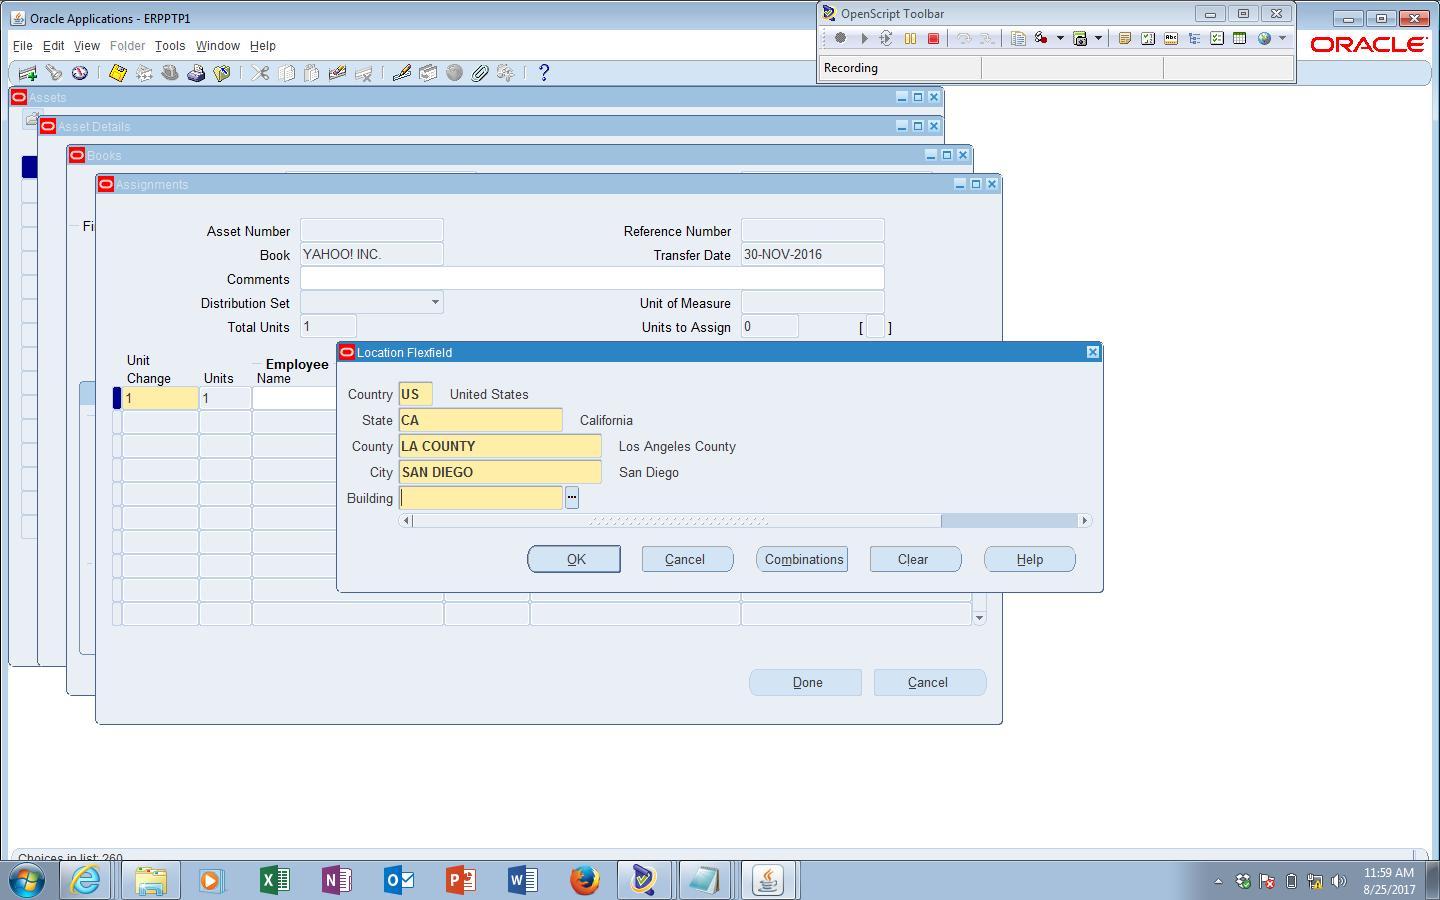 Oracle Applications - ERPPTP1
OpenScript Toolbar
File Edit View Folder Tools Window Help
ORACLE
Recording
Assets
Asset Details
Books
Assignments
Fi
Asset Number
Reference Number
Book YAHOO! INC.
Transfer Date 30-NOV-2016
Comments
Distribution Set
Unit of Measure
Total Units 1
Units to Assign 0 [ ]
Location Flexfield
Unit Change
Units
Employee
Name
1 1
Country US United States
State CA California
County LA COUNTY Los Angeles County
City SAN DIEGO San Diego
Building
OK Cancel Combinations Clear Help
Done Cancel
Choices in list: 260
11:59 AM
8/25/2017